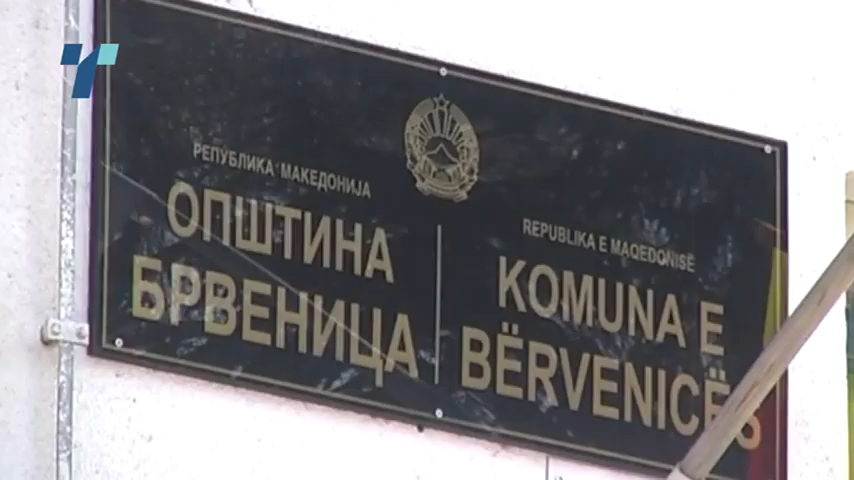 РЕПУБЛИКА МАКЕДОНИЈА
ОПШТИНА
БРВЕНИЦА
REPUBLIKA E MAQEDONISË
KOMUNA E
BËRVENICËS